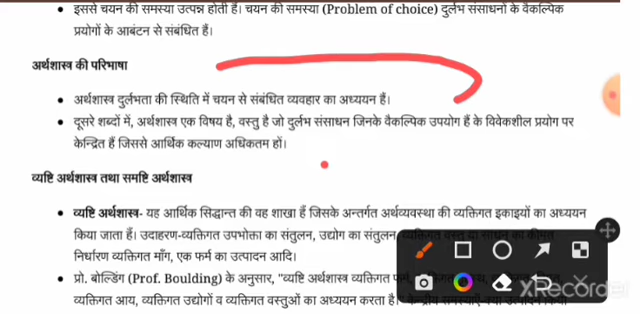 इससे चयन की समस्या उत्पन्न होती है। चयन की समस्या (Problem of choice) दुर्लभ संसाधनों के वैकल्पिक
प्रयोगों के आबंटन से संबंधित हैं।
अर्थशास्त्र की परिभाषा
अर्थशास्त्र दुर्लभता की स्थिति में चयन से संबंधित व्यवहार का अध्ययन हैं।
दूसरे शब्दों में, अर्थशास्त्र एक विषय है, वस्तु है जो दुर्लभ संसाधन जिनके वैकल्पिक उपयोग हैं के विवेकशील प्रयोग पर
केन्द्रित हैं जिससे आर्थिक कल्याण अधिकतम हों।
व्यष्टि अर्थशास्त्र तथा समष्टि अर्थशास्त्र
व्यष्टि अर्थशास्त्र- यह आर्थिक सिद्धान्त की वह शाखा हैं जिसके अन्तर्गत अर्थव्यवस्था की व्यक्तिगत इकाइयों का अध्ययन
किया जाता हैं। उदाहरण-व्यक्तिगत उपभोक्ता का संतुलन, उद्योग का संतुलन,
निर्धारण व्यक्तिगत माँग, एक फर्म का उत्पादन आदि।
प्रो. बोल्डिंग (Prof. Boulding) के अनुसार, "व्यष्टि अर्थशास्त्र व्यक्तिगत
व्यक्तिगत आय, व्यक्तिगत उद्योगों व व्यक्तिगत वस्तुओं का अध्ययन करता है।
XRecorder